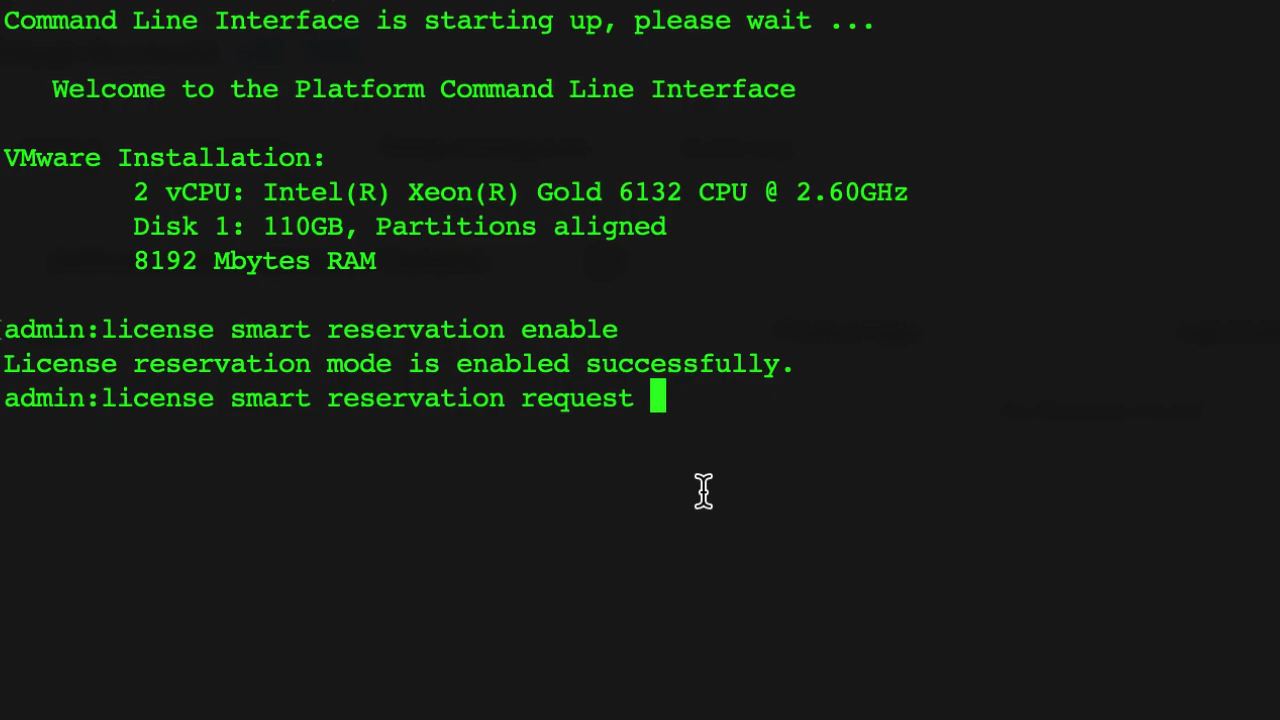 Command Line Interface is starting up, please wait ...
Welcome to the Platform Command Line Interface
VMware Installation:
2 vCPU: Intel(R) Xeon(R) Gold 6132 CPU @ 2.60GHz
Disk 1: 110GB, Partitions aligned
8192 Mbytes RAM
admin:license smart reservation enable
License reservation mode is enabled successfully.
admin:license smart reservation request